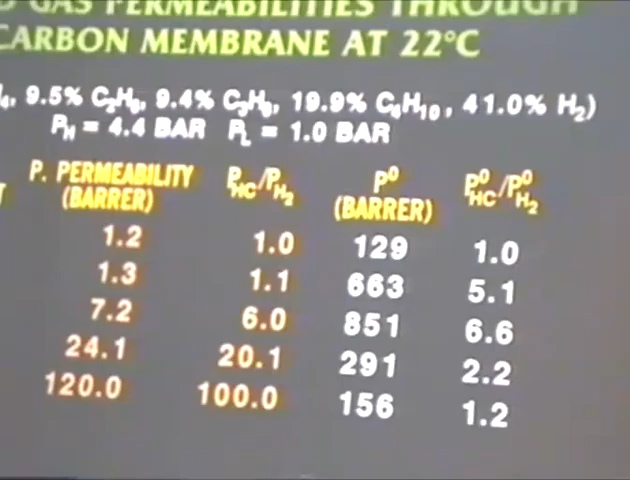 GAS PERMEABILITIES THROUGH
CARBON MEMBRANE AT 22°C
9.5% C₂H₆, 9.4% C₃H₈, 19.9% C₄H₁₀, 41.0% H₂)
P_H = 4.4 BAR P_L = 1.0 BAR
P. PERMEABILITY (BARRER) P_HC/P_H₂ P⁰ (BARRER) P⁰_HC/P⁰_H₂
1.2 1.0 129 1.0
1.3 1.1 663 5.1
7.2 6.0 851 6.6
24.1 20.1 291 2.2
120.0 100.0 156 1.2